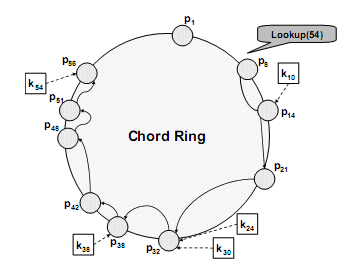 p1
Lookup(54)
p56
p8
k54
k10
p51
p14
p48
Chord Ring
p21
p42
k24
p38
p32
k38
k30